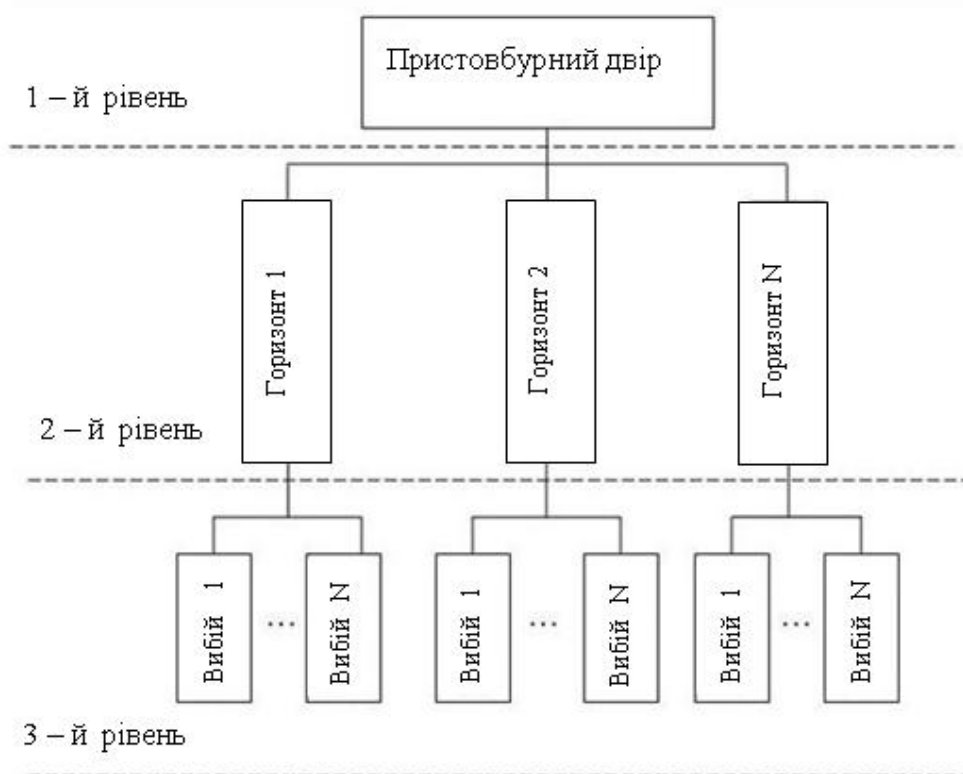 Пристовбурний двір
1 – й рівень
Горизонт 1
Горизонт 2
Горизонт N
2 – й рівень
Вибій 1
...
Вибій N
Вибій 1
...
Вибій N
Вибій 1
...
Вибій N
3 – й рівень